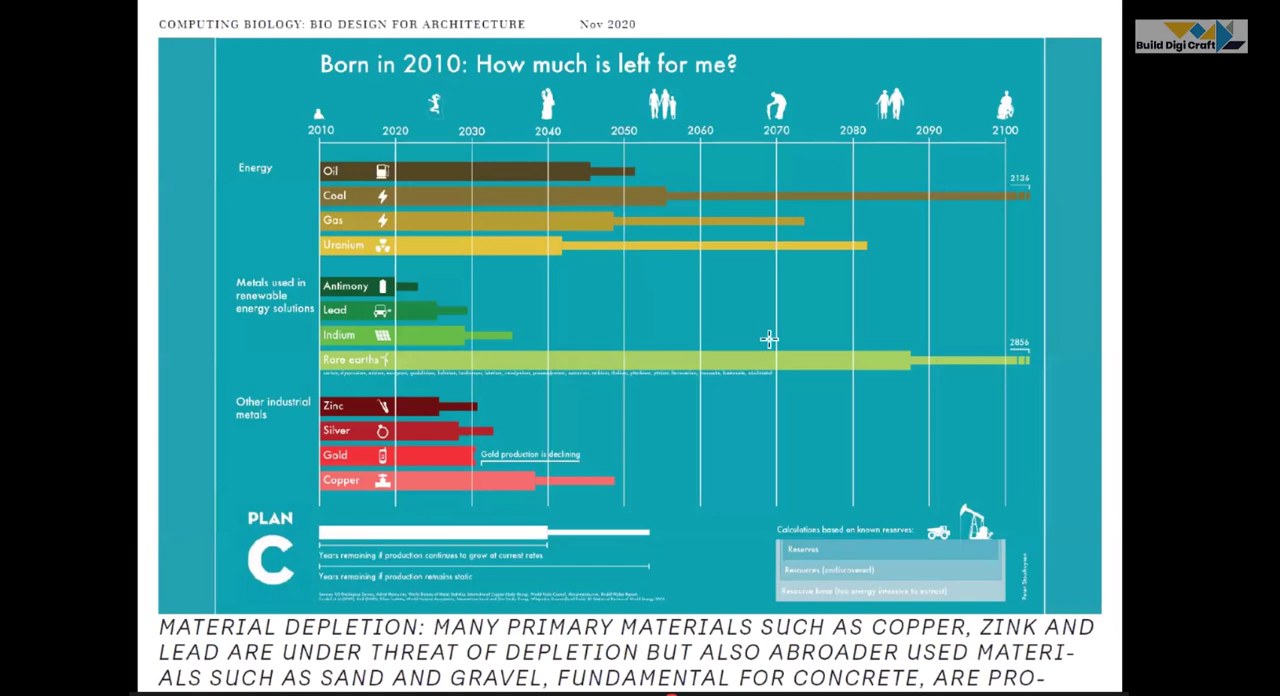 COMPUTING BIOLOGY: BIO DESIGN FOR ARCHITECTURE Nov 2020
Build Digi Craft
Born in 2010: How much is left for me?
2010 2020 2030 2040 2050 2060 2070 2080 2090 2100
Energy
Oil
Coal 2136
Gas
Uranium
Metals used in
renewable
energy solutions
Antimony
Lead
Indium
Rare earths 2856
Other industrial
metals
Zinc
Silver
Gold Gold production is declining
Copper
PLAN
C
Years remaining if production continues to grow at current rates
Years remaining if production remains static
Calculations based on known reserves:
Reserves
Resources (undiscovered)
Resource base (too energy intensive to extract)
MATERIAL DEPLETION: MANY PRIMARY MATERIALS SUCH AS COPPER, ZINK AND
LEAD ARE UNDER THREAT OF DEPLETION BUT ALSO ABROADER USED MATERI-
ALS SUCH AS SAND AND GRAVEL, FUNDAMENTAL FOR CONCRETE, ARE PRO-